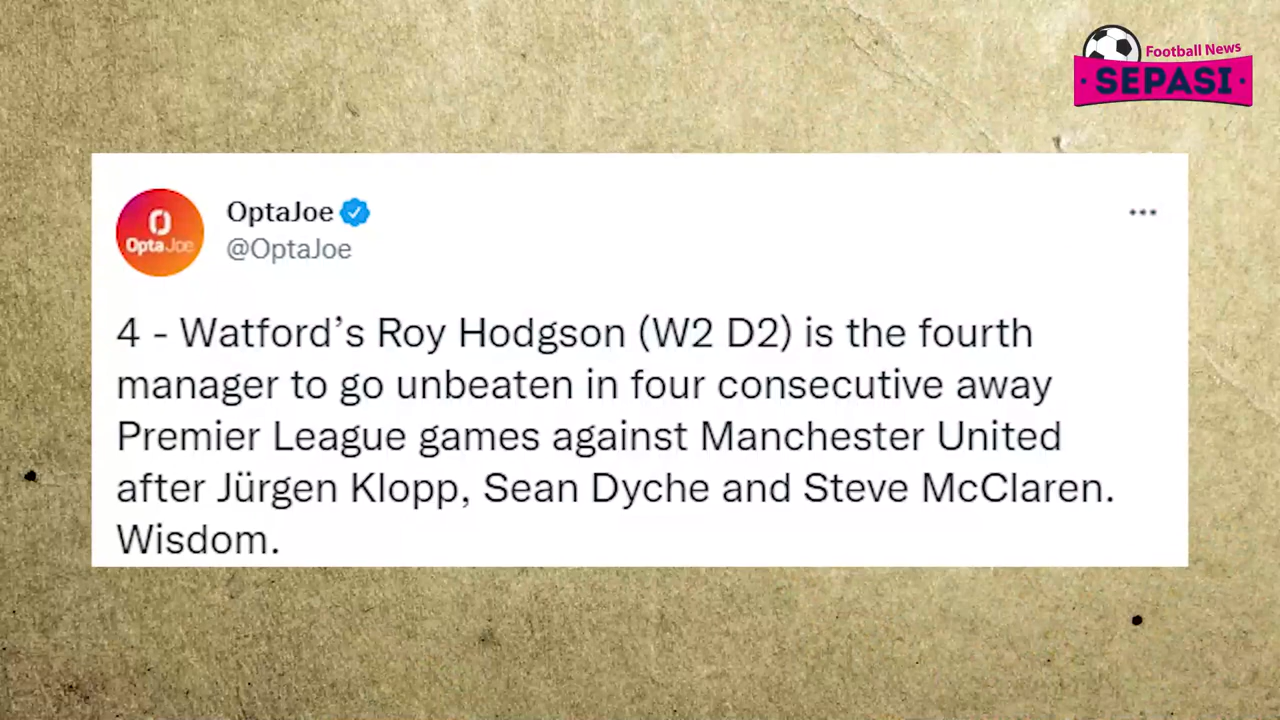 Football News
SEPASI
OptaJoe
@OptaJoe
OptaJoe
4 - Watford’s Roy Hodgson (W2 D2) is the fourth
manager to go unbeaten in four consecutive away
Premier League games against Manchester United
after Jürgen Klopp, Sean Dyche and Steve McClaren.
Wisdom.